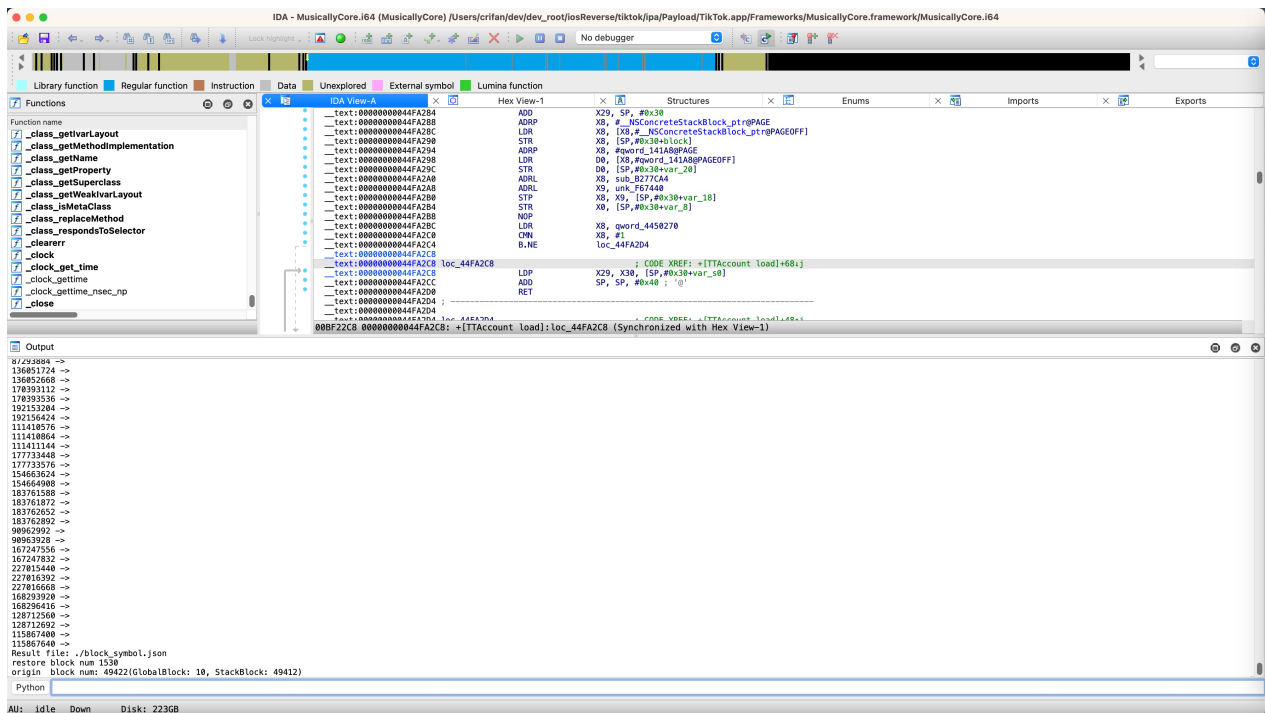 IDA - MusicallyCore.i64 (MusicallyCore) /Users/crifan/dev/dev_root/iosReverse/tiktok/ipa/Payload/TikTok.app/Frameworks/MusicallyCore.framework/MusicallyCore.i64
Lock highlight
No debugger
Library function Regular function Instruction Data Unexplored External symbol Lumina function
Functions
IDA View-A Hex View-1 Structures Enums Imports Exports
Function name
_class_getIvarLayout
_class_getMethodImplementation
_class_getName
_class_getProperty
_class_getSuperclass
_class_getWeakIvarLayout
_class_isMetaClass
_class_replaceMethod
_class_respondsToSelector
_clearerr
_clock
_clock_get_time
_clock_gettime
_clock_gettime_nsec_np
_close
__text:00000000044FA284 ADD X29, SP, #0x30
__text:00000000044FA288 ADRP X8, #__NSConcreteStackBlock_ptr@PAGE
__text:00000000044FA28C LDR X8, [X8,#__NSConcreteStackBlock_ptr@PAGEOFF]
__text:00000000044FA290 STR X8, [SP,#0x30+block]
__text:00000000044FA294 ADRP X8, #qword_141A8@PAGE
__text:00000000044FA298 LDR D0, [X8,#qword_141A8@PAGEOFF]
__text:00000000044FA29C STR D0, [SP,#0x30+var_20]
__text:00000000044FA2A0 ADRL X8, sub_B277CA4
__text:00000000044FA2A8 ADRL X9, unk_F67440
__text:00000000044FA2B0 STP X8, X9, [SP,#0x30+var_18]
__text:00000000044FA2B4 STR X0, [SP,#0x30+var_8]
__text:00000000044FA2B8 NOP
__text:00000000044FA2BC LDR X8, qword_4450270
__text:00000000044FA2C0 CMN X8, #1
__text:00000000044FA2C4 B.NE loc_44FA2D4
__text:00000000044FA2C8
__text:00000000044FA2C8 loc_44FA2C8 ; CODE XREF: +[TTAccount load]+68↓j
__text:00000000044FA2C8 LDP X29, X30, [SP,#0x30+var_s0]
__text:00000000044FA2CC ADD SP, SP, #0x40 ; '@'
__text:00000000044FA2D0 RET
__text:00000000044FA2D4 ; ---------------------------------------------------------------------------
__text:00000000044FA2D4
__text:00000000044FA2D4 loc_44FA2D4 ; CODE XREF: +[TTAccount load]+48↑j
00BF22C8 00000000044FA2C8: +[TTAccount load]:loc_44FA2C8 (Synchronized with Hex View-1)
Output
87293884 ->
136051724 ->
136052668 ->
170393112 ->
170393536 ->
192153204 ->
192156424 ->
111410576 ->
111410864 ->
111411144 ->
177733448 ->
177733576 ->
154663624 ->
154664908 ->
183761588 ->
183761872 ->
183762652 ->
183762892 ->
90962992 ->
90963928 ->
167247556 ->
167247832 ->
227015440 ->
227016392 ->
227016668 ->
168293920 ->
168296416 ->
128712560 ->
128712692 ->
115867400 ->
115867640 ->
Result file: ./block_symbol.json
restore block num 1530
origin  block num: 49422(GlobalBlock: 10, StackBlock: 49412)
Python
AU: idle Down Disk: 223GB